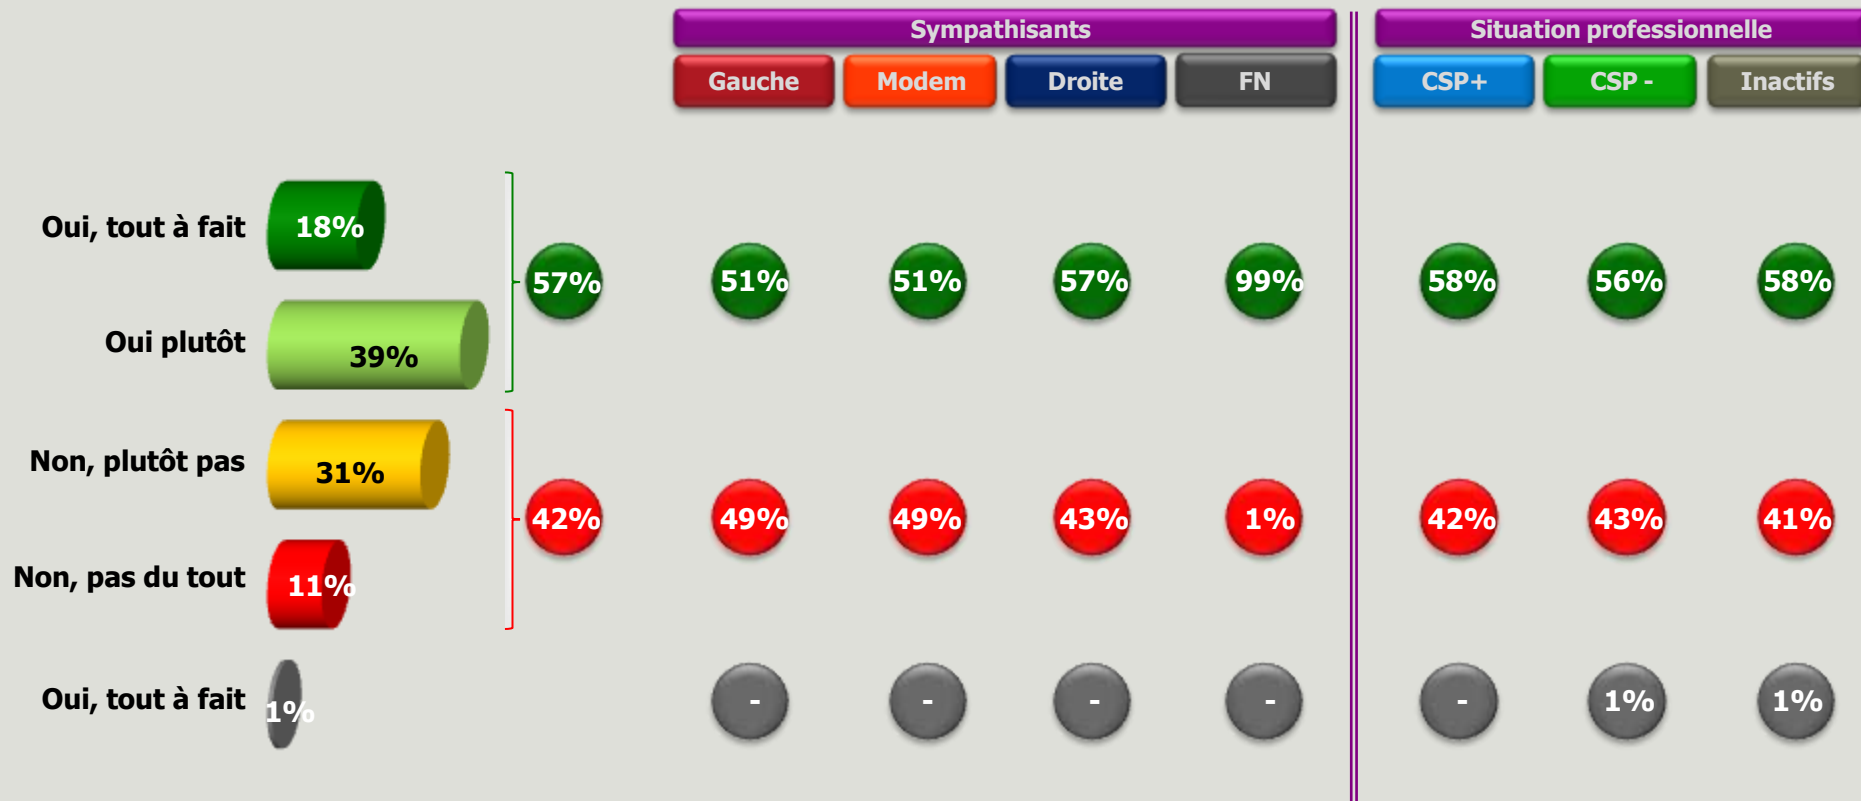 Sympathisants
Situation professionnelle
Gauche Modem Droite FN CSP+ CSP - Inactifs
Oui, tout à fait 18%
57% 51% 51% 57% 99% 58% 56% 58%
Oui plutôt 39%
Non, plutôt pas 31%
42% 49% 49% 43% 1% 42% 43% 41%
Non, pas du tout 11%
Oui, tout à fait 1% - - - - - 1% 1%